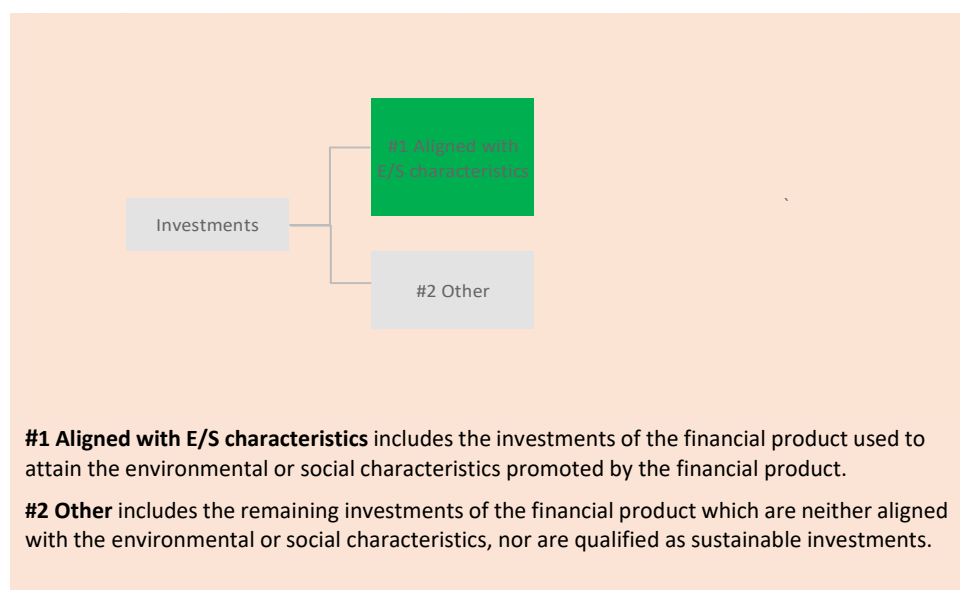 #1 Aligned with
E/S characteristics
`
Investments
#2 Other
#1 Aligned with E/S characteristics includes the investments of the financial product used to
attain the environmental or social characteristics promoted by the financial product.
#2 Other includes the remaining investments of the financial product which are neither aligned
with the environmental or social characteristics, nor are qualified as sustainable investments.